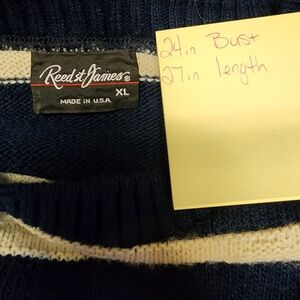 Reed St. James®
XL
MADE IN U.S.A.
24in Bust
27in length